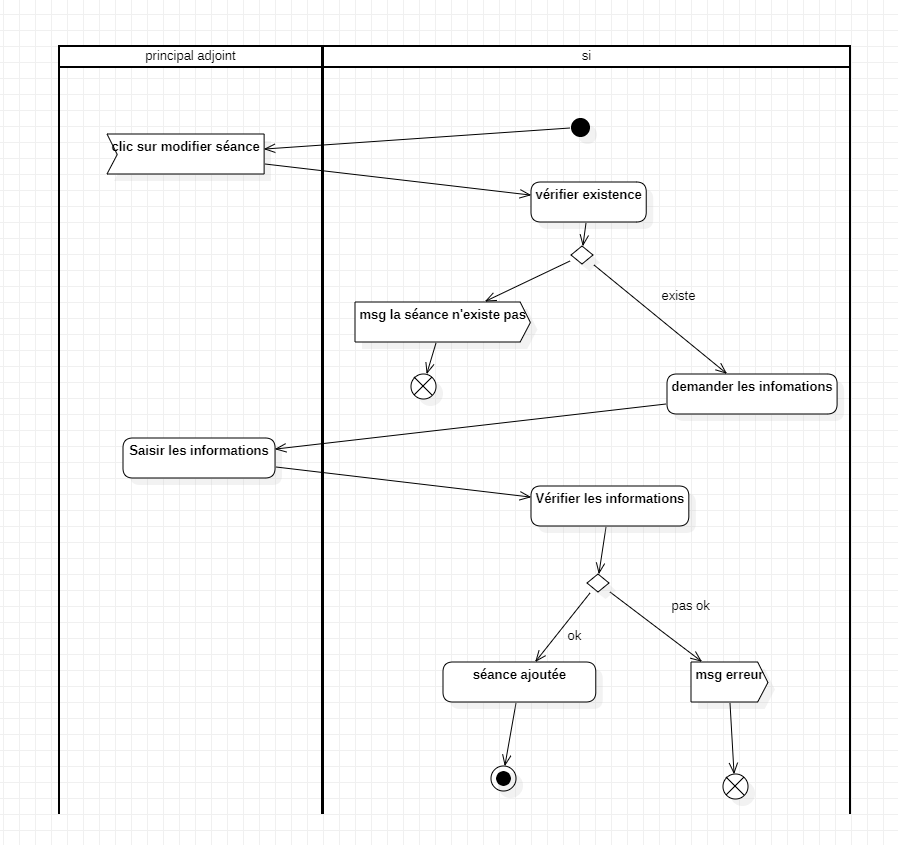 principal adjoint
si
clic sur modifier séance
vérifier existence
existe
msg la séance n'existe pas
demander les infomations
Saisir les informations
Vérifier les informations
pas ok
ok
séance ajoutée
msg erreur